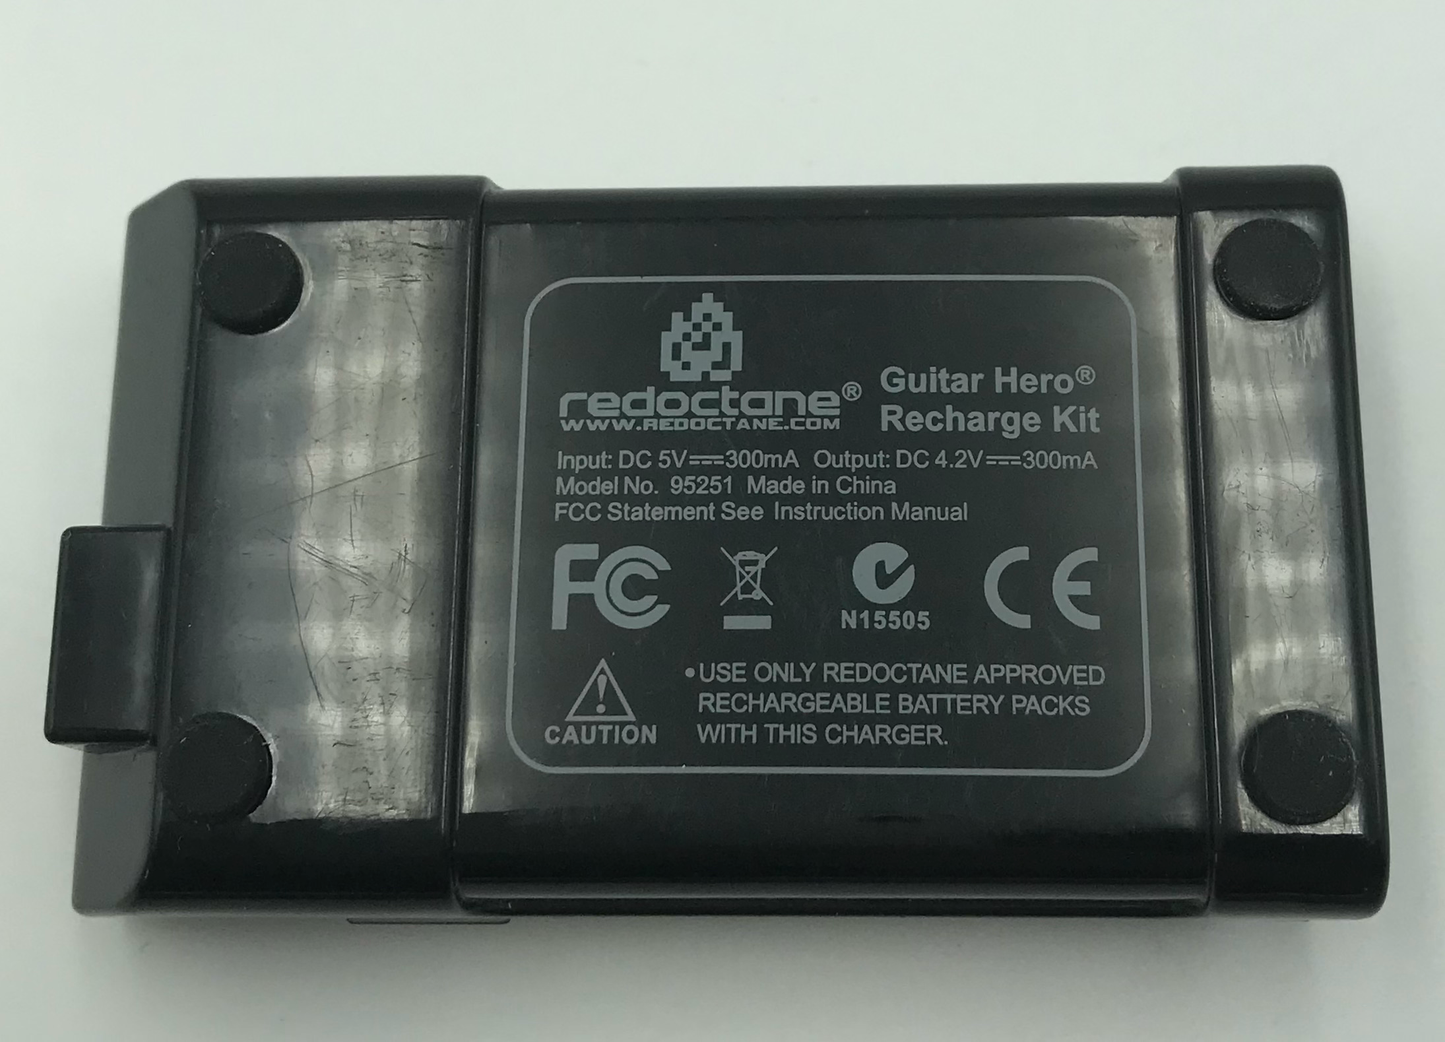 redoctane®
WWW.REDOCTANE.COM
Guitar Hero®
Recharge Kit
Input: DC 5V⎓300mA Output: DC 4.2V⎓300mA
Model No. 95251 Made in China
FCC Statement See Instruction Manual
FC
N15505
CE
CAUTION
•USE ONLY REDOCTANE APPROVED
RECHARGEABLE BATTERY PACKS
WITH THIS CHARGER.